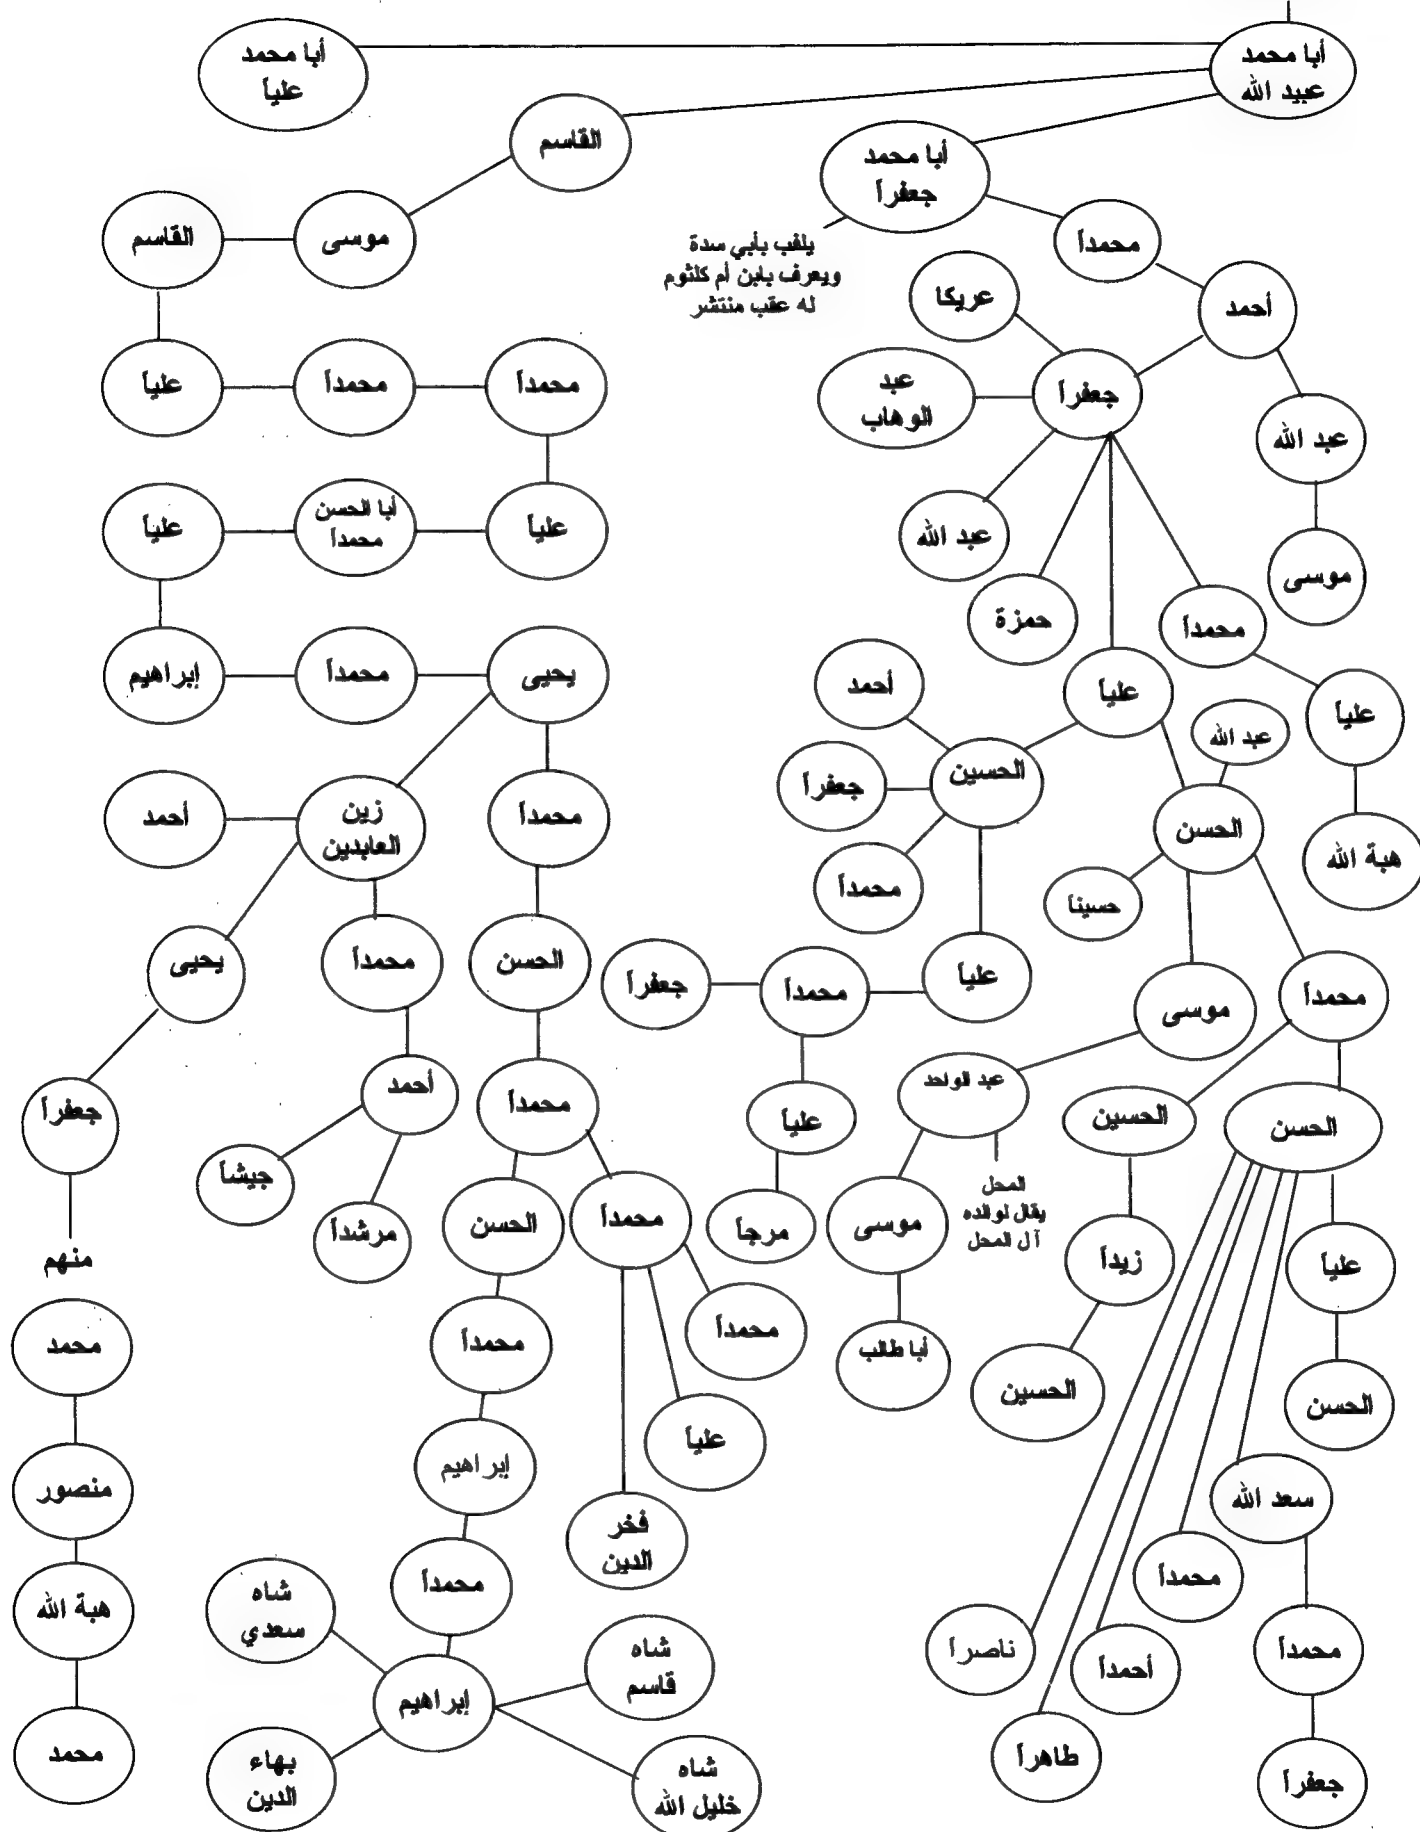 أبا محمد
عبيد الله
أبا محمد
علياً
القاسم
أبا محمد
جعفراً
يلقب بأبي سدة
ويعرف بابن أم كلثوم
له عقب منتشر
محمداً
موسى
القاسم
أحمد
عريكا
جعفراً
عبد
الوهاب
محمداً
محمداً
علياً
عبد الله
عبد الله
موسى
حمزة
محمداً
علياً
أبا الحسن
محمداً
علياً
علياً
أحمد
عبد الله
علياً
يحيى
محمداً
إبراهيم
الحسين
جعفراً
محمداً
الحسن
حسيناً
هبة الله
محمداً
زين
العابدين
أحمد
علياً
محمداً
جعفراً
موسى
محمداً
الحسن
محمداً
يحيى
عبد الواحد
المحل
يقال لوالده
آل المحل
الحسين
الحسن
علياً
مرجاً
محمداً
أحمد
جعفراً
جيشاً
مرشداً
منهم
موسى
أبا طالب
زيداً
الحسين
علياً
الحسن
محمداً
الحسن
محمداً
علياً
فخر
الدين
محمداً
محمد
إبراهيم
منصور
سعد الله
محمداً
أحمداً
ناصراً
طاهراً
محمداً
جعفراً
محمداً
هبة الله
شاه
سعدي
شاه
قاسم
إبراهيم
محمد
بهاء
الدين
شاه
خليل الله